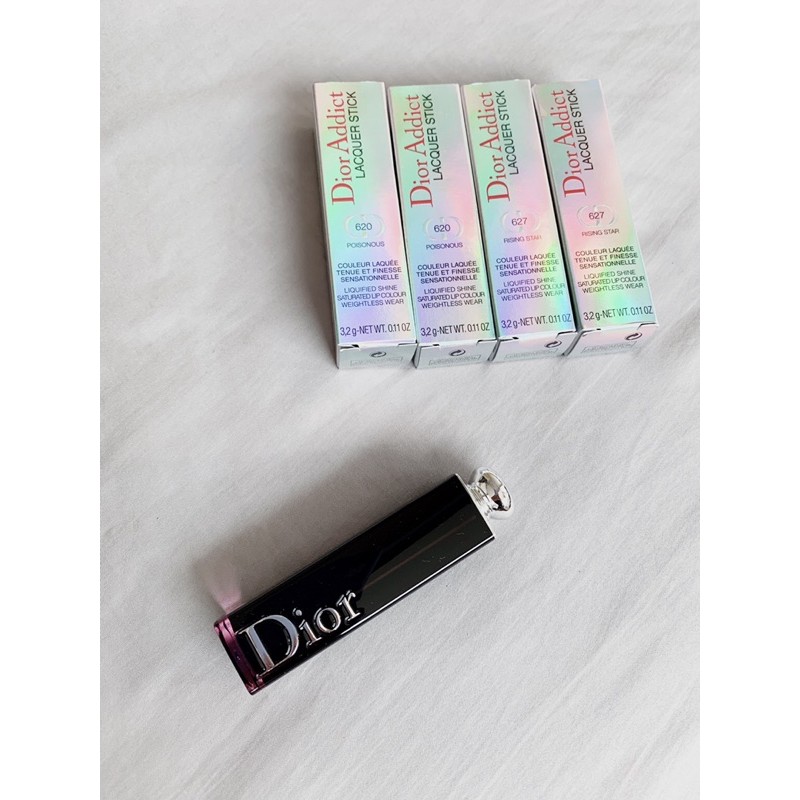 Dior Addict
LACQUER STICK
620
POISONOUS
COULEUR LAQUÉE
TENUE ET FINESSE
SENSATIONNELLE
LIQUIFIED SHINE
SATURATED LIP COLOUR
WEIGHTLESS WEAR
3,2 g-NET WT. 0.11 OZ
Dior Addict
LACQUER STICK
620
POISONOUS
COULEUR LAQUÉE
TENUE ET FINESSE
SENSATIONNELLE
LIQUIFIED SHINE
SATURATED LIP COLOUR
WEIGHTLESS WEAR
3,2 g-NET WT. 0.11 OZ
Dior Addict
LACQUER STICK
627
RISING STAR
COULEUR LAQUÉE
TENUE ET FINESSE
SENSATIONNELLE
LIQUIFIED SHINE
SATURATED LIP COLOUR
WEIGHTLESS WEAR
3,2 g-NET WT. 0.11 OZ
Dior Addict
LACQUER STICK
627
RISING STAR
COULEUR LAQUÉE
TENUE ET FINESSE
SENSATIONNELLE
LIQUIFIED SHINE
SATURATED LIP COLOUR
WEIGHTLESS WEAR
3,2 g-NET WT. 0.11 OZ
Dior